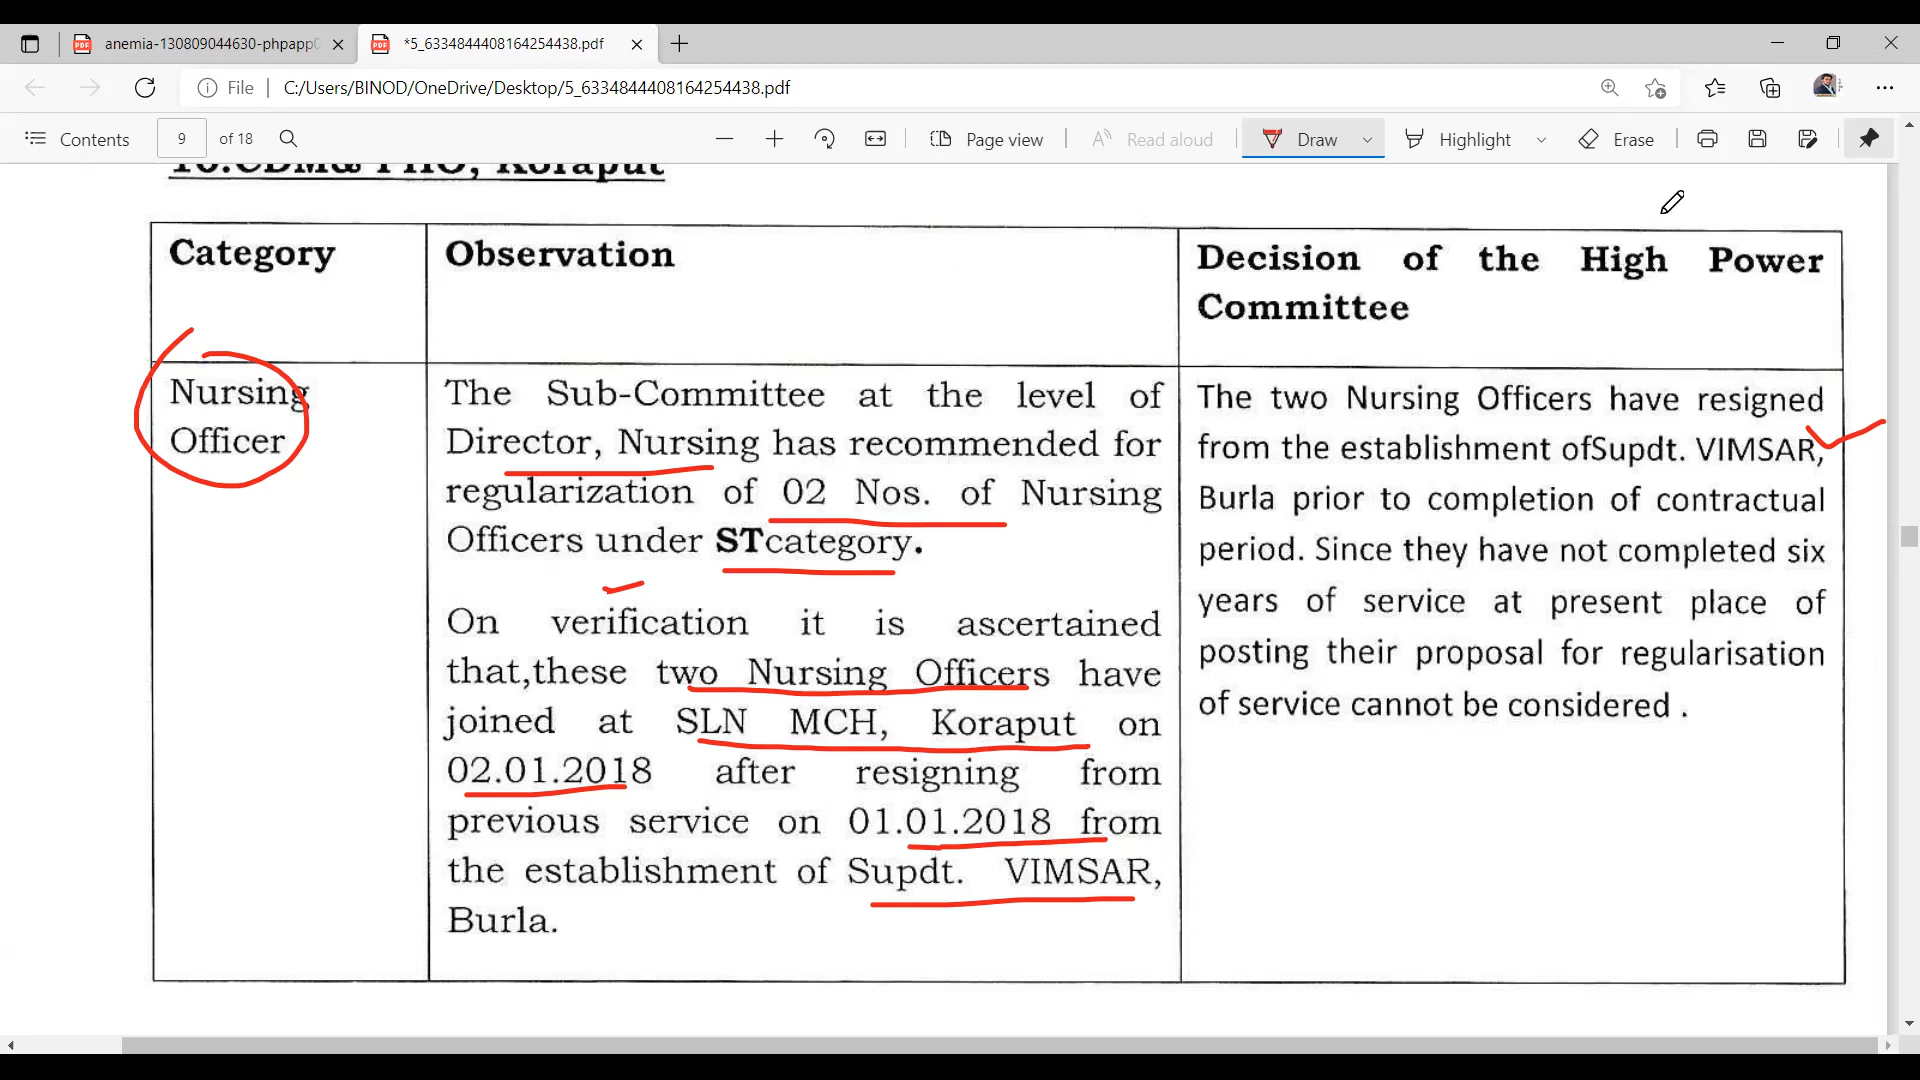 anemia-130809044630-phpapp0
*5_6334844408164254438.pdf
File
C:/Users/BINOD/OneDrive/Desktop/5_6334844408164254438.pdf
Contents
9
of 18
Page view
Read aloud
Draw
Highlight
Erase
16.CDM& PHO, Koraput
Category
Observation
Decision of the High Power
Committee
Nursing
Officer
The Sub-Committee at the level of
Director, Nursing has recommended for
regularization of 02 Nos. of Nursing
Officers under STcategory.
On verification it is ascertained
that,these two Nursing Officers have
joined at SLN MCH, Koraput on
02.01.2018 after resigning from
previous service on 01.01.2018 from
the establishment of Supdt. VIMSAR,
Burla.
The two Nursing Officers have resigned
from the establishment ofSupdt. VIMSAR,
Burla prior to completion of contractual
period. Since they have not completed six
years of service at present place of
posting their proposal for regularisation
of service cannot be considered .